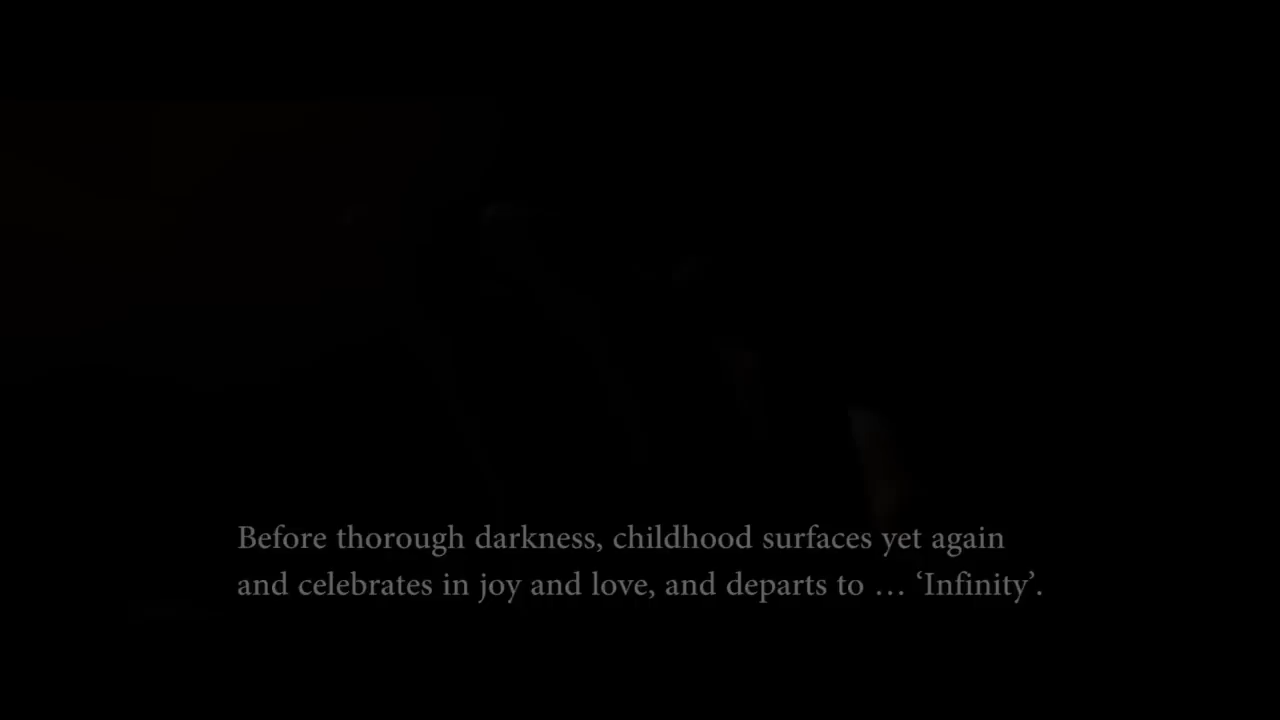 Before thorough darkness, childhood surfaces yet again
and celebrates in joy and love, and departs to … ‘Infinity’.